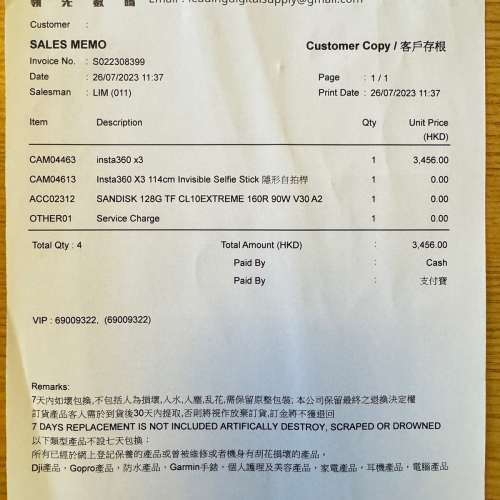 領 先 數 碼 Email : leadingdigitalsupply@gmail.com
Customer :
SALES MEMO Customer Copy / 客戶存根
Invoice No. : S022308399
Date : 26/07/2023 11:37 Page : 1 / 1
Salesman : LIM (011) Print Date : 26/07/2023 11:37
Item Description Qty Unit Price
(HKD)
CAM04463 insta360 x3 1 3,456.00
CAM04613 Insta360 X3 114cm Invisible Selfie Stick 隱形自拍桿 1 0.00
ACC02312 SANDISK 128G TF CL10EXTREME 160R 90W V30 A2 1 0.00
OTHER01 Service Charge 1 0.00
Total Qty : 4 Total Amount (HKD) : 3,456.00
Paid By : Cash
Paid By : 支付寶
VIP : 69009322, (69009322)
Remarks:
7天內如壞包換,不包括人為損壞,人水,人塵,乱花,需保留原整包裝; 本公司保留最終之退換決定權
訂貨產品客人需於到貨後30天內提取,否則將視作放棄訂貨,訂金將不獲退回
7 DAYS REPLACEMENT IS NOT INCLUDED ARTIFICALLY DESTROY, SCRAPED OR DROWNED
以下類型產品不設七天包換：
所有已經於網上登記保養的產品或曾被維修或者機身有刮花損壞的產品，
Dji產品，Gopro產品，防水產品，Garmin手錶，個人護理及美容產品，家電產品，耳機產品，電腦產品